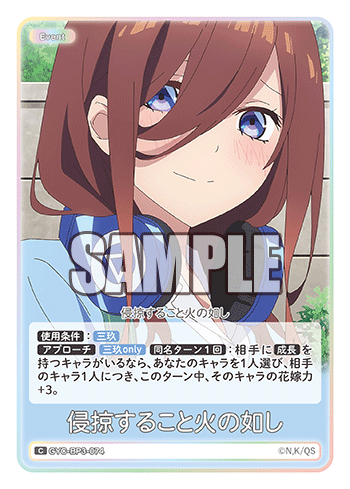 Event
SAMPLE
侵掠すること火の如し
使用条件：三玖
アプローチ 三玖only 同名ターン1回：相手に成長を
持つキャラがいるなら、あなたのキャラを1人選び、相手
のキャラ1人につき、このターン中、そのキャラの花嫁力
+3。
侵掠すること火の如し
C GYC-BP3-074 ©N,K/QS